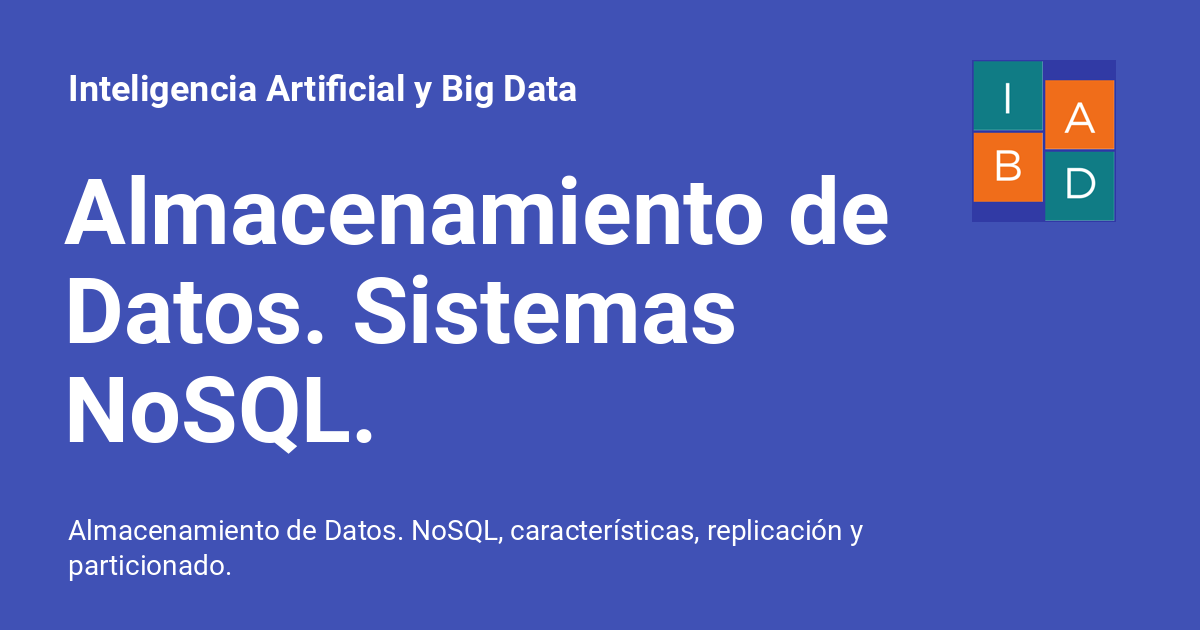 Inteligencia Artificial y Big Data
I
A
B
D
Almacenamiento de
Datos. Sistemas
NoSQL.
Almacenamiento de Datos. NoSQL, características, replicación y
particionado.